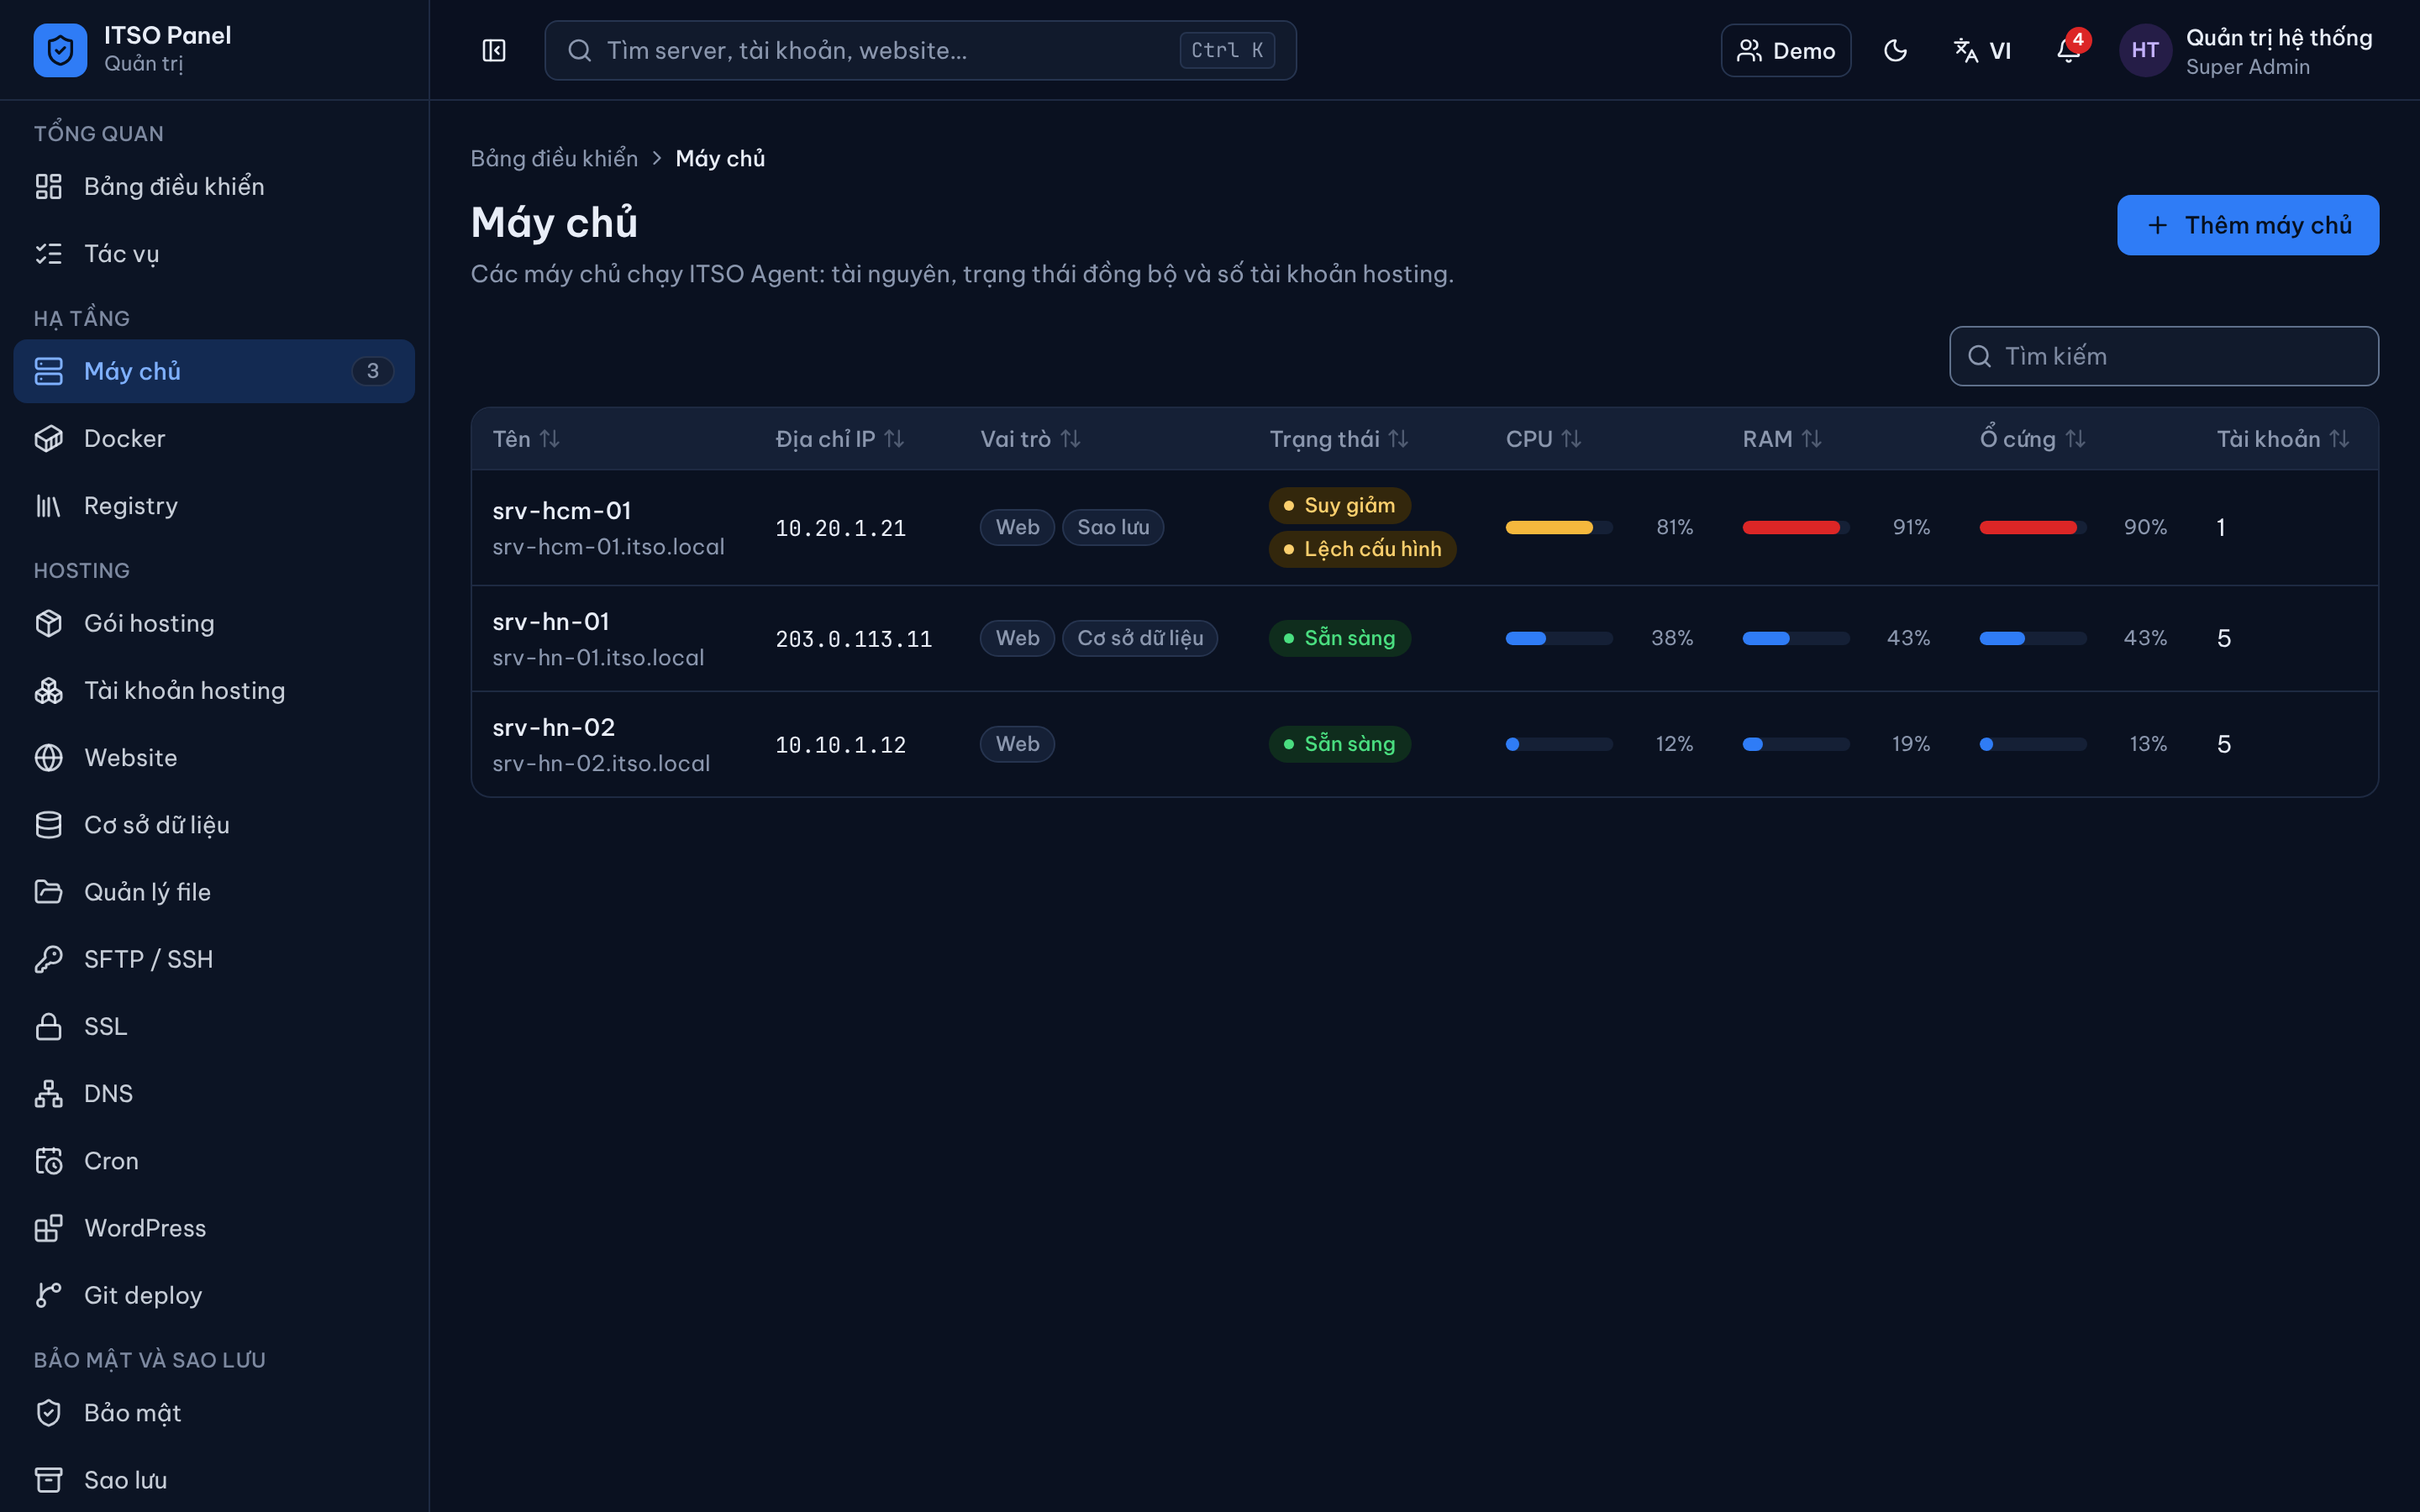 ITSO Panel
Quản trị
Tìm server, tài khoản, website...
Ctrl K
Demo
VI
4
HT
Quản trị hệ thống
Super Admin
TỔNG QUAN
Bảng điều khiển
Tác vụ
HẠ TẦNG
Máy chủ
3
Docker
Registry
HOSTING
Gói hosting
Tài khoản hosting
Website
Cơ sở dữ liệu
Quản lý file
SFTP / SSH
SSL
DNS
Cron
WordPress
Git deploy
BẢO MẬT VÀ SAO LƯU
Bảo mật
Sao lưu
Bảng điều khiển > Máy chủ
Máy chủ
Thêm máy chủ
Các máy chủ chạy ITSO Agent: tài nguyên, trạng thái đồng bộ và số tài khoản hosting.
Tìm kiếm
Tên Địa chỉ IP Vai trò Trạng thái CPU RAM Ổ cứng Tài khoản
srv-hcm-01
srv-hcm-01.itso.local
10.20.1.21
Web Sao lưu
Suy giảm
Lệch cấu hình
81% 91% 90% 1
srv-hn-01
srv-hn-01.itso.local
203.0.113.11
Web Cơ sở dữ liệu
Sẵn sàng
38% 43% 43% 5
srv-hn-02
srv-hn-02.itso.local
10.10.1.12
Web
Sẵn sàng
12% 19% 13% 5